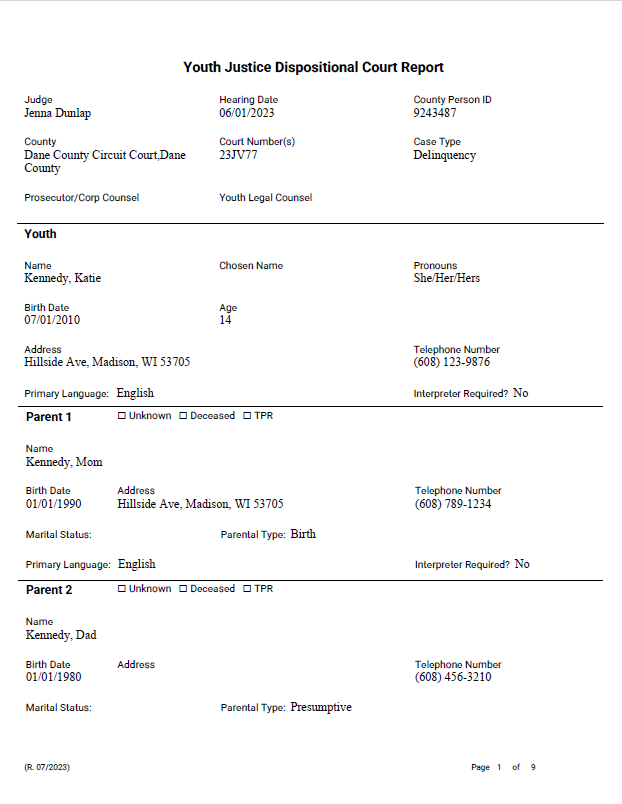 Youth Justice Dispositional Court Report
Judge Hearing Date County Person ID
Jenna Dunlap 06/01/2023 9243487
County Court Number(s) Case Type
Dane County Circuit Court,Dane 23JV77 Delinquency
County
Prosecutor/Corp Counsel Youth Legal Counsel
Youth
Name Chosen Name Pronouns
Kennedy, Katie She/Her/Hers
Birth Date Age
07/01/2010 14
Address Telephone Number
Hillside Ave, Madison, WI 53705 (608) 123-9876
Primary Language: English Interpreter Required? No
Parent 1 ☐ Unknown ☐ Deceased ☐ TPR
Name
Kennedy, Mom
Birth Date Address Telephone Number
01/01/1990 Hillside Ave, Madison, WI 53705 (608) 789-1234
Marital Status: Parental Type: Birth
Primary Language: English Interpreter Required? No
Parent 2 ☐ Unknown ☐ Deceased ☐ TPR
Name
Kennedy, Dad
Birth Date Address Telephone Number
01/01/1980 (608) 456-3210
Marital Status: Parental Type: Presumptive
(R. 07/2023) Page 1 of 9